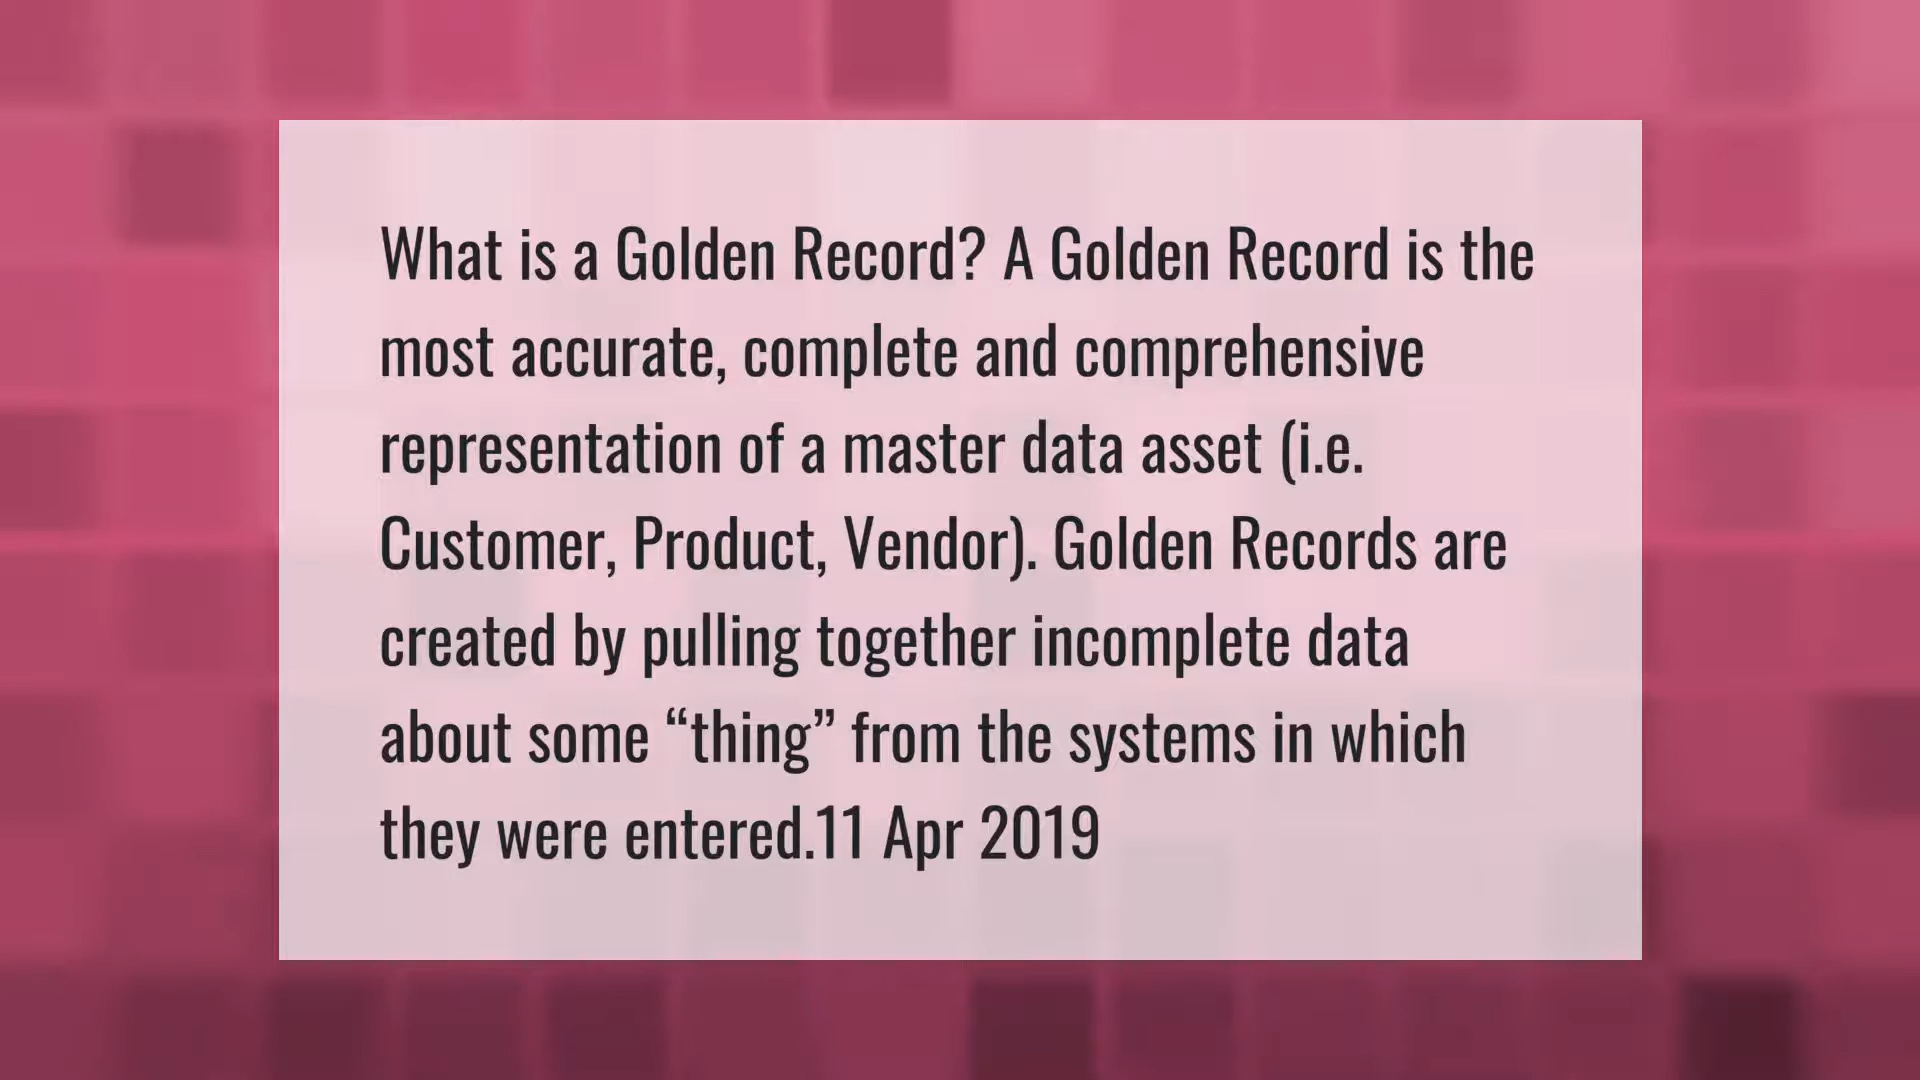 What is a Golden Record? A Golden Record is the
most accurate, complete and comprehensive
representation of a master data asset (i.e.
Customer, Product, Vendor). Golden Records are
created by pulling together incomplete data
about some “thing” from the systems in which
they were entered.11 Apr 2019